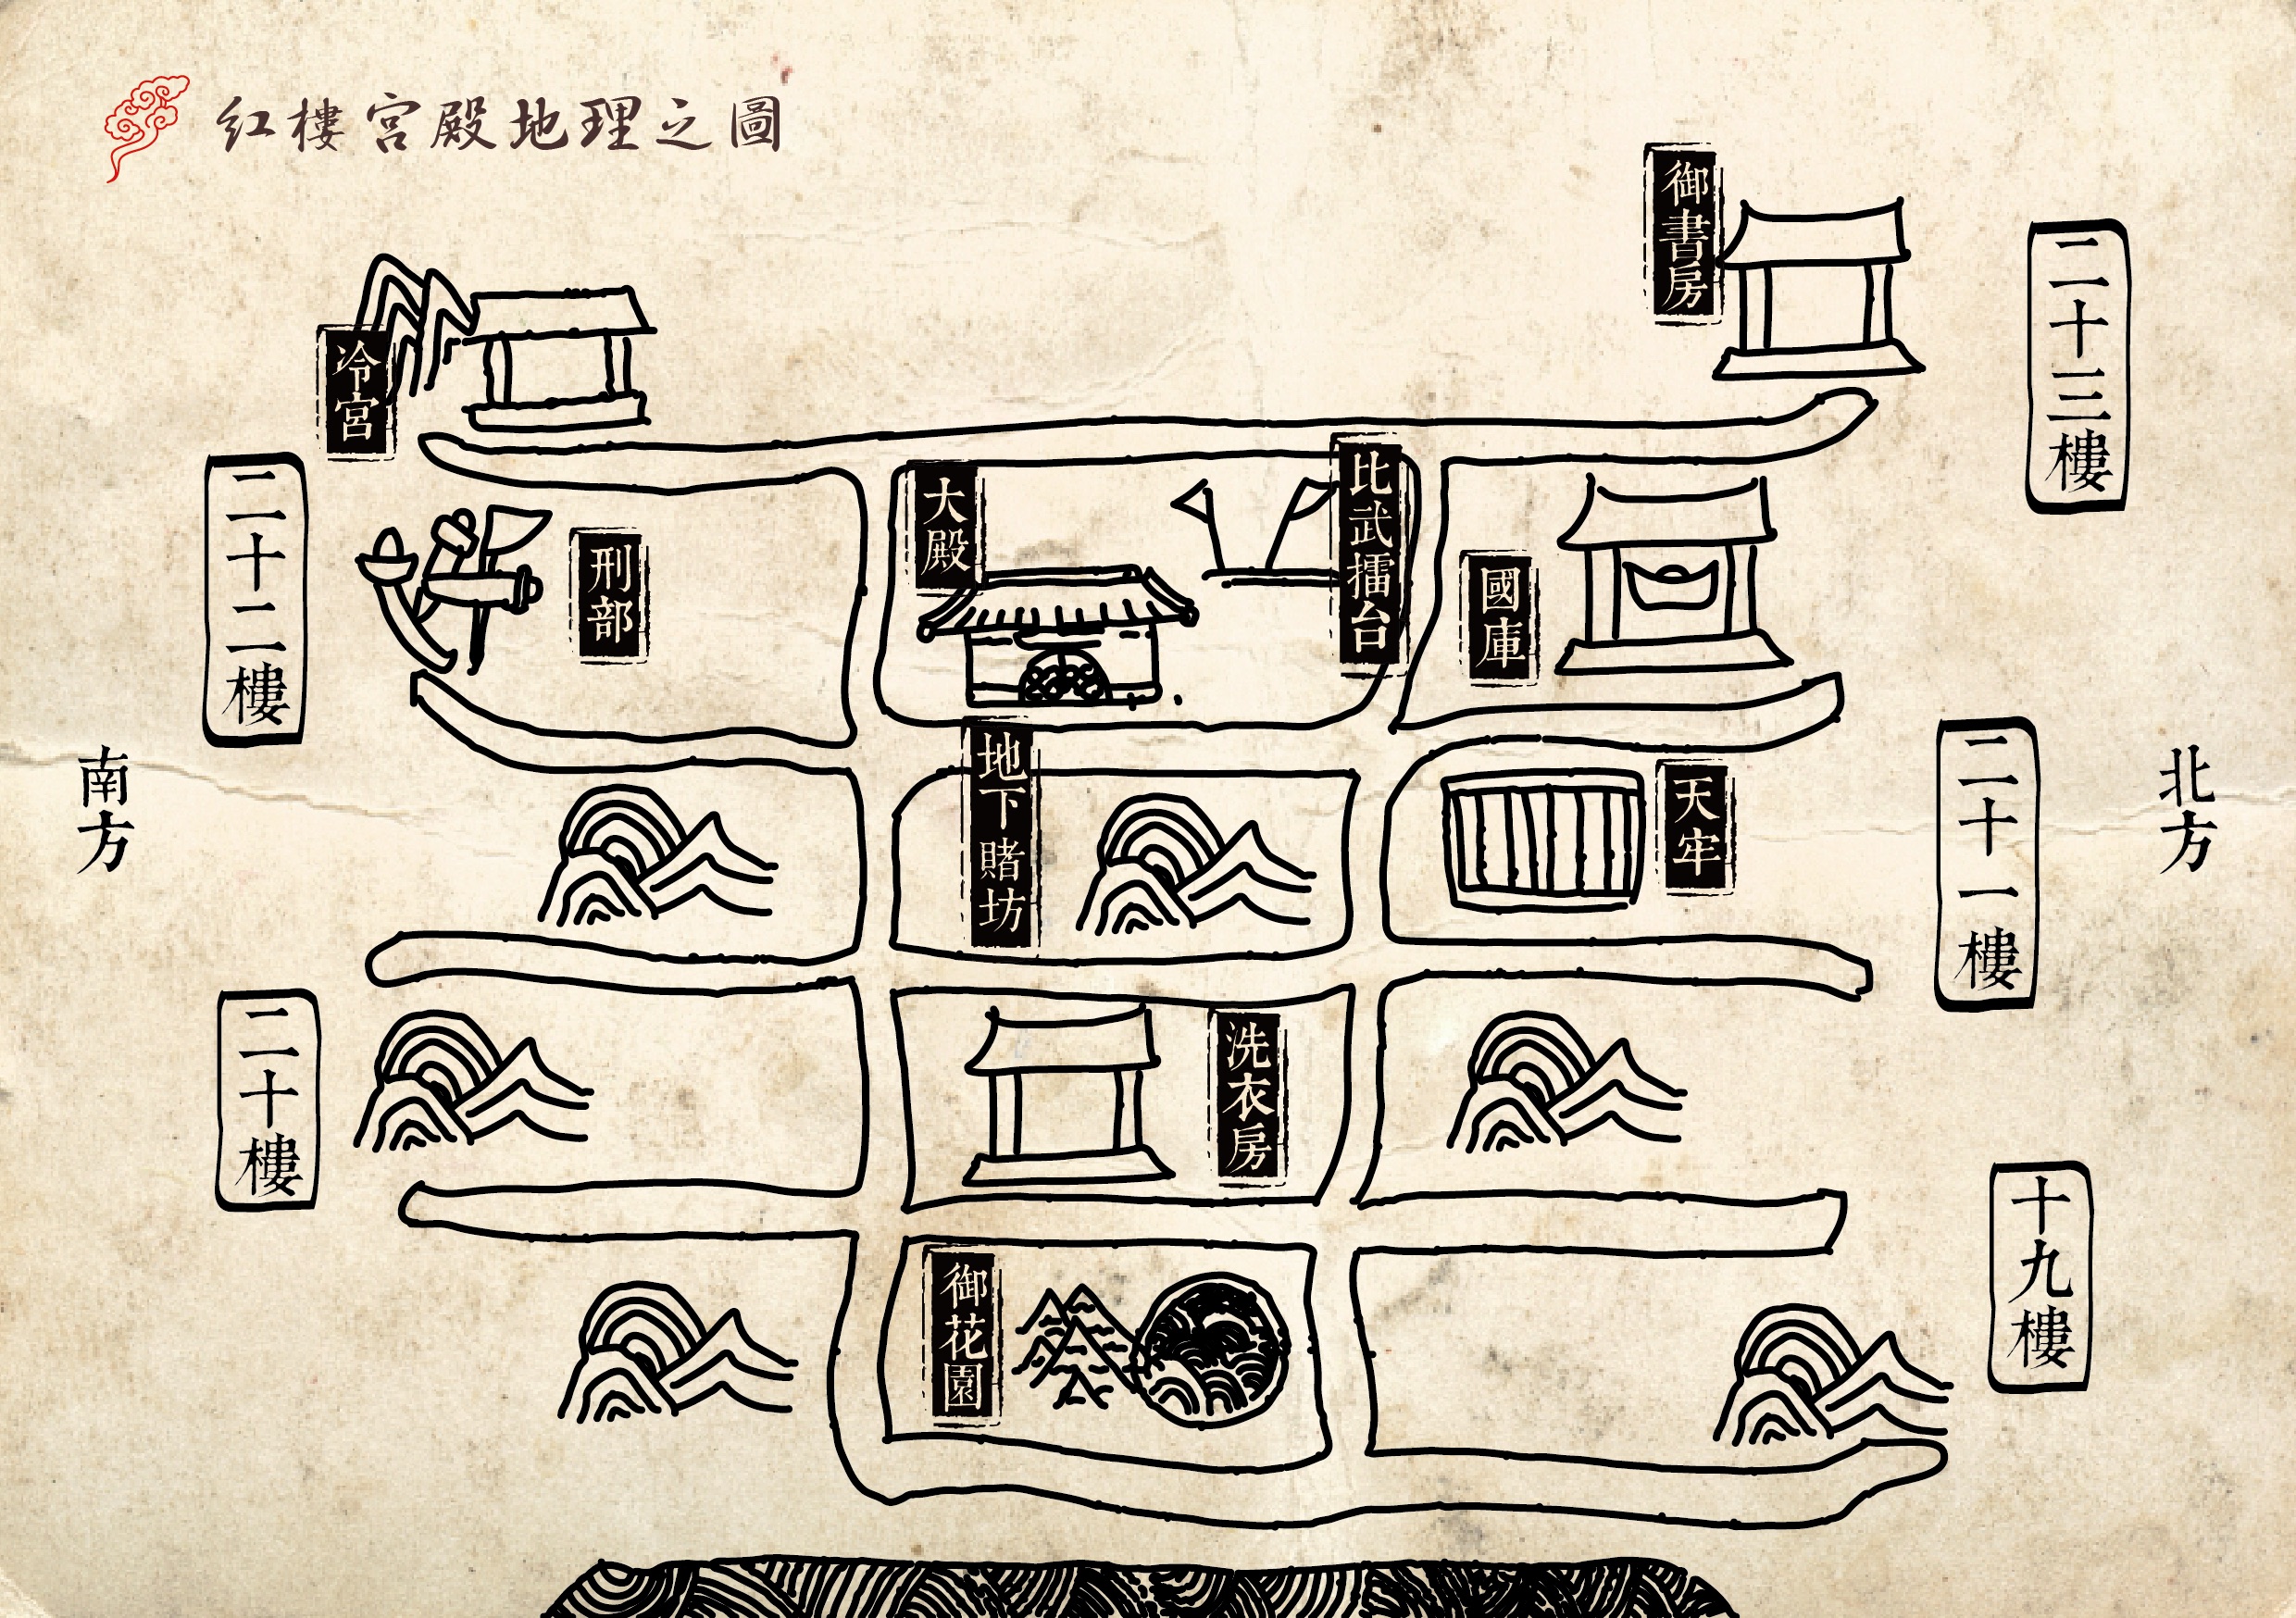 紅樓宮殿地理之圖
御書房
二十三樓
冷宮
二十二樓
刑部
大殿
比武擂台
國庫
南方
地下賭坊
天牢
二十一樓
北方
二十樓
洗衣房
十九樓
御花園